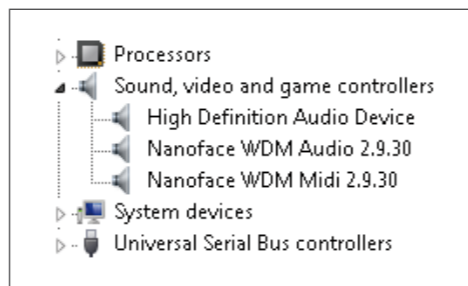 Processors
Sound, video and game controllers
High Definition Audio Device
Nanoface WDM Audio 2.9.30
Nanoface WDM Midi 2.9.30
System devices
Universal Serial Bus controllers